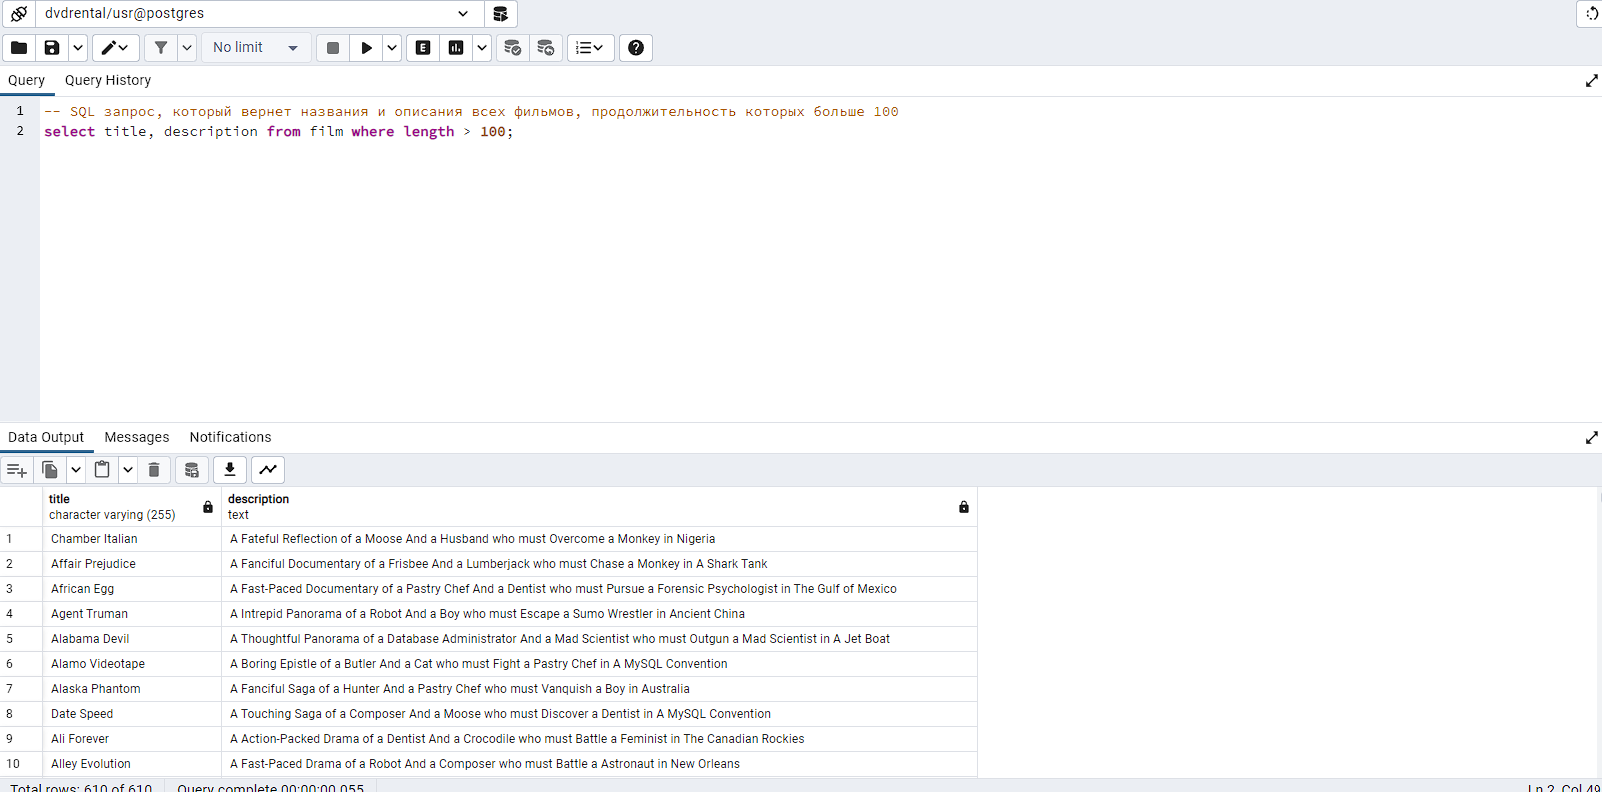 dvdrental/usr@postgres
No limit
E
Query Query History
1 -- SQL запрос, который вернет названия и описания всех фильмов, продолжительность которых больше 100
2 select title, description from film where length > 100;
Data Output Messages Notifications
title description
character varying (255) text
1 Chamber Italian A Fateful Reflection of a Moose And a Husband who must Overcome a Monkey in Nigeria
2 Affair Prejudice A Fanciful Documentary of a Frisbee And a Lumberjack who must Chase a Monkey in A Shark Tank
3 African Egg A Fast-Paced Documentary of a Pastry Chef And a Dentist who must Pursue a Forensic Psychologist in The Gulf of Mexico
4 Agent Truman A Intrepid Panorama of a Robot And a Boy who must Escape a Sumo Wrestler in Ancient China
5 Alabama Devil A Thoughtful Panorama of a Database Administrator And a Mad Scientist who must Outgun a Mad Scientist in A Jet Boat
6 Alamo Videotape A Boring Epistle of a Butler And a Cat who must Fight a Pastry Chef in A MySQL Convention
7 Alaska Phantom A Fanciful Saga of a Hunter And a Pastry Chef who must Vanquish a Boy in Australia
8 Date Speed A Touching Saga of a Composer And a Moose who must Discover a Dentist in A MySQL Convention
9 Ali Forever A Action-Packed Drama of a Dentist And a Crocodile who must Battle a Feminist in The Canadian Rockies
10 Alley Evolution A Fast-Paced Drama of a Robot And a Composer who must Battle a Astronaut in New Orleans
Total rows: 610 of 610 Query complete 00:00:00.055 Ln 2, Col 49